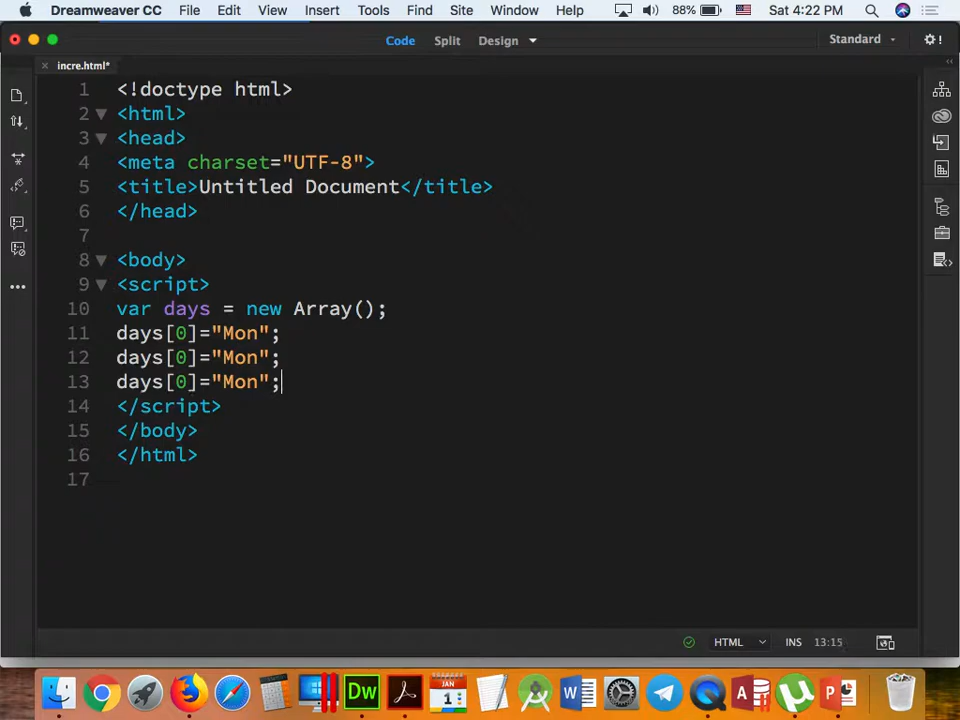 Dreamweaver CC File Edit View Insert Tools Find Site Window Help 88% Sat 4:22 PM
Code Split Design Standard
incre.html*
1 <!doctype html>
2 <html>
3 <head>
4 <meta charset="UTF-8">
5 <title>Untitled Document</title>
6 </head>
7
8 <body>
9 <script>
10 var days = new Array();
11 days[0]="Mon";
12 days[0]="Mon";
13 days[0]="Mon";
14 </script>
15 </body>
16 </html>
17
HTML INS 13:15
Dw JAN 1 W A P